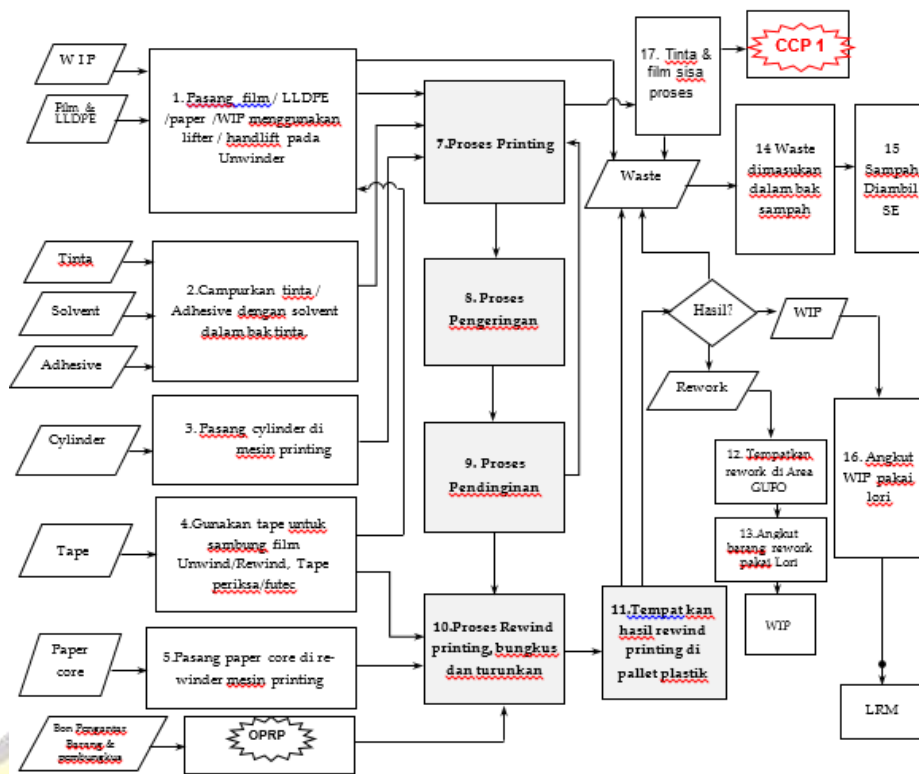 W I P
Film &
LLDPE
1. Pasang film / LLDPE
/paper /WIP menggunakan
lifter / handlift pada
Unwinder
7.Proses Printing
17. Tinta &
film sisa
proses
CCP 1
Waste
14 Waste
dimasukan
dalam bak
sampah
15
Sampah
Diambil
SE
Tinta
Solvent
Adhesive
2.Campurkan tinta /
Adhesive dengan solvent
dalam bak tinta.
8. Proses
Pengeringan
Hasil?
WIP
Rework
Cylinder
3. Pasang cylinder di
mesin printing
9. Proses
Pendinginan
12. Tempatkan
rework di Area
GUFO
13.Angkut
barang rework
pakai Lori
WIP
16. Angkut
WIP pakai
lori
LRM
Tape
4.Gunakan tape untuk
sambung film
Unwind/Rewind, Tape
periksa/futec
10.Proses Rewind
printing, bungkus
dan turunkan
11.Tempat kan
hasil rewind
printing di
pallet plastik
Paper
core
5.Pasang paper core di re-
winder mesin printing
Bon Pengantar
Barang &
pembungkus
OPRP